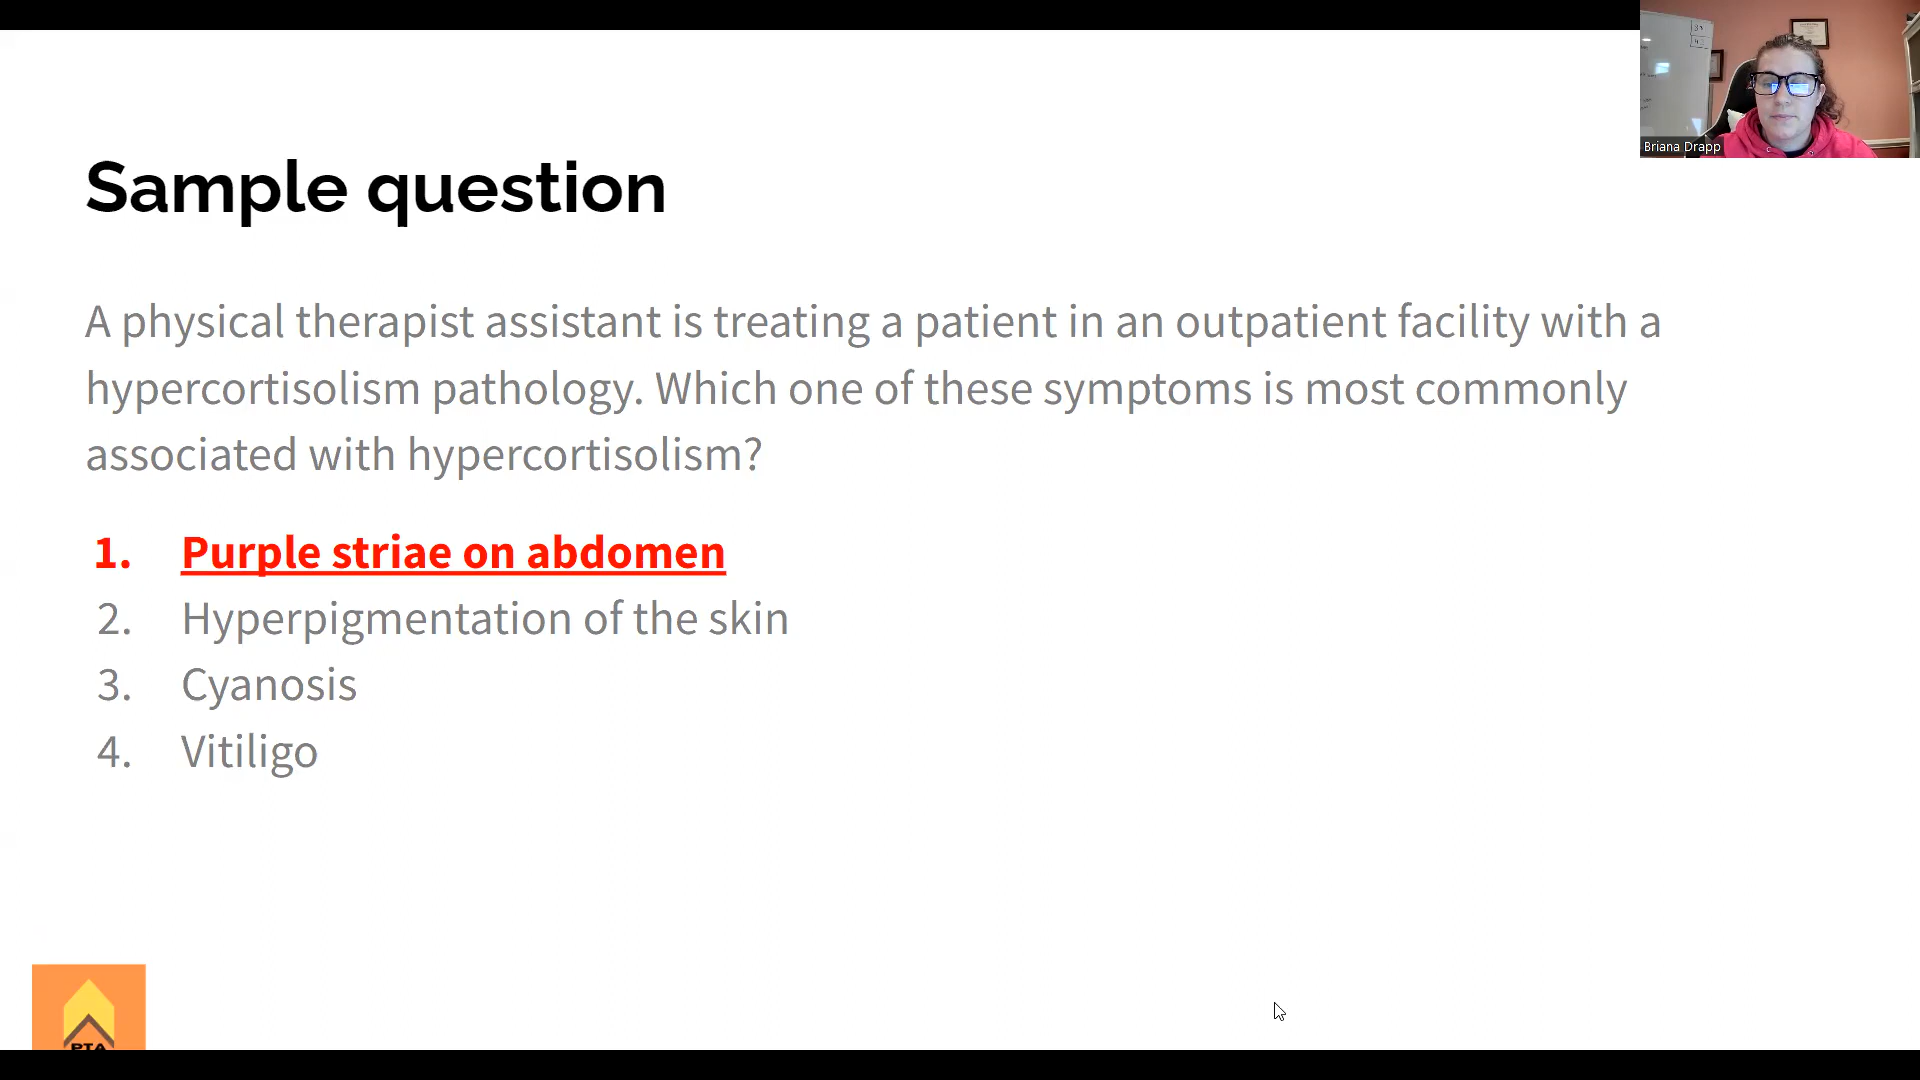 Briana Drapp
Sample question
A physical therapist assistant is treating a patient in an outpatient facility with a
hypercortisolism pathology. Which one of these symptoms is most commonly
associated with hypercortisolism?
1. Purple striae on abdomen
2. Hyperpigmentation of the skin
3. Cyanosis
4. Vitiligo
PTA